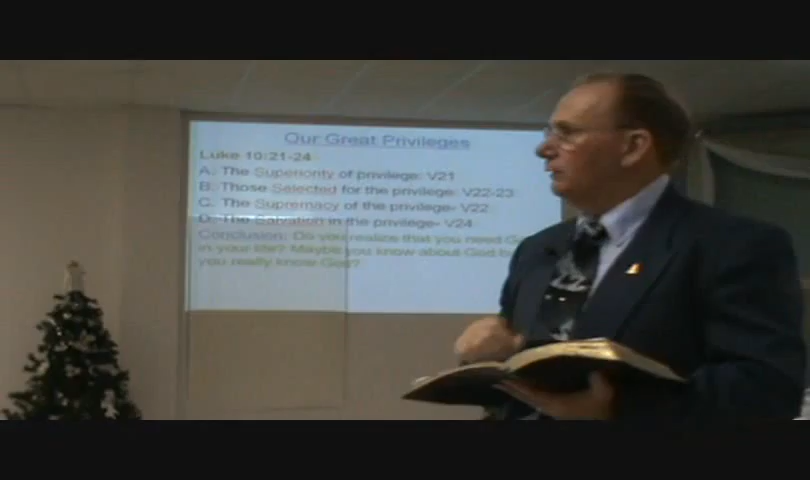 Our Great Privileges
Luke 10:21-24
A: The Superiority of privilege: V21
B: Those Selected for the privilege: V22-23
C. The Supremacy of the privilege- V22
D. The Salvation in the privilege- V24
Conclusion: Do you realize that you need
in your life? Maybe you know about God
you really know God?